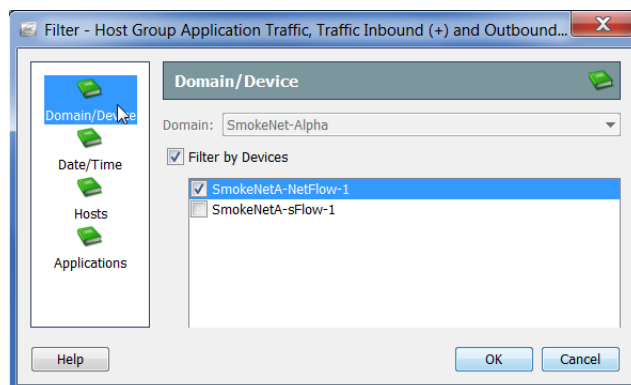 Filter - Host Group Application Traffic, Traffic Inbound (+) and Outbound...
Domain/Device
Date/Time
Hosts
Applications
Domain/Device
Domain: SmokeNet-Alpha
Filter by Devices
SmokeNetA-NetFlow-1
SmokeNetA-sFlow-1
Help
OK
Cancel